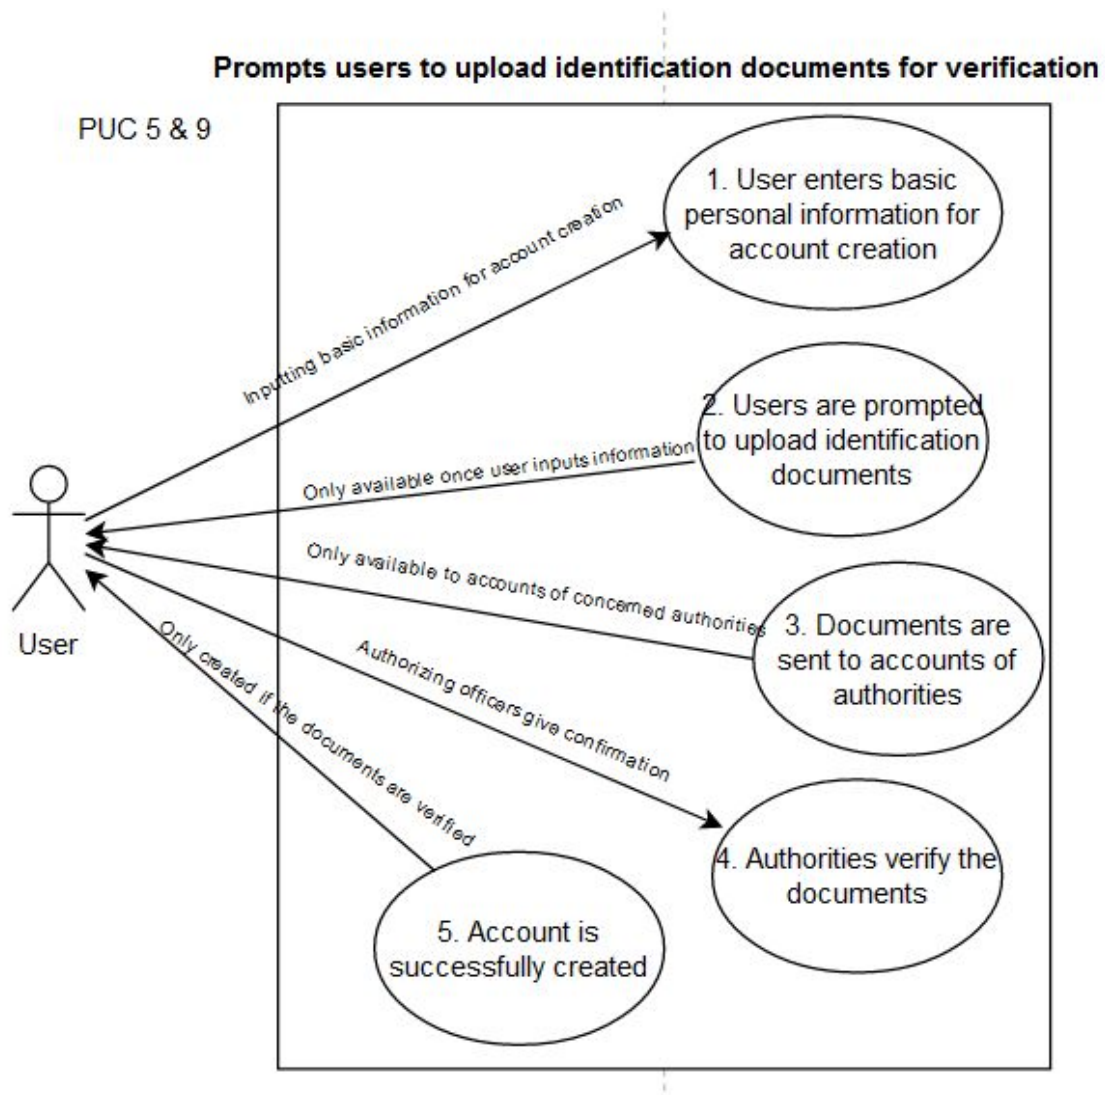 Prompts users to upload identification documents for verification
PUC 5 & 9
1. User enters basic
personal information for
account creation
Inputting basic information for account creation
2. Users are prompted
to upload identification
documents
Only available once user inputs information
Only available to accounts of concerned authorities
3. Documents are
sent to accounts of
authorities
User
Authorizing officers give confirmation
Only created if the documents are verified
4. Authorities verify the
documents
5. Account is
successfully created